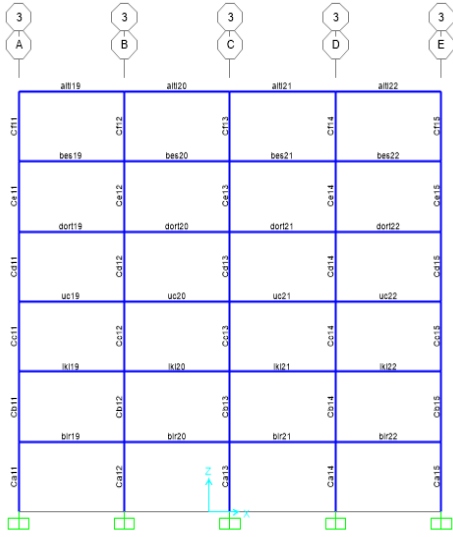 3 3 3 3 3
A B C D E
alti19 alti20 alti21 alti22
Cf11 Cf12 Cf13 Cf14 Cf15
bes19 bes20 bes21 bes22
Ce11 Ce12 Ce13 Ce14 Ce15
dort19 dort20 dort21 dort22
Cd11 Cd12 Cd13 Cd14 Cd15
uc19 uc20 uc21 uc22
Cc11 Cc12 Cc13 Cc14 Cc15
iki19 iki20 iki21 iki22
Cb11 Cb12 Cb13 Cb14 Cb15
bir19 bir20 bir21 bir22
Ca11 Ca12 Ca13 Ca14 Ca15
Z
X